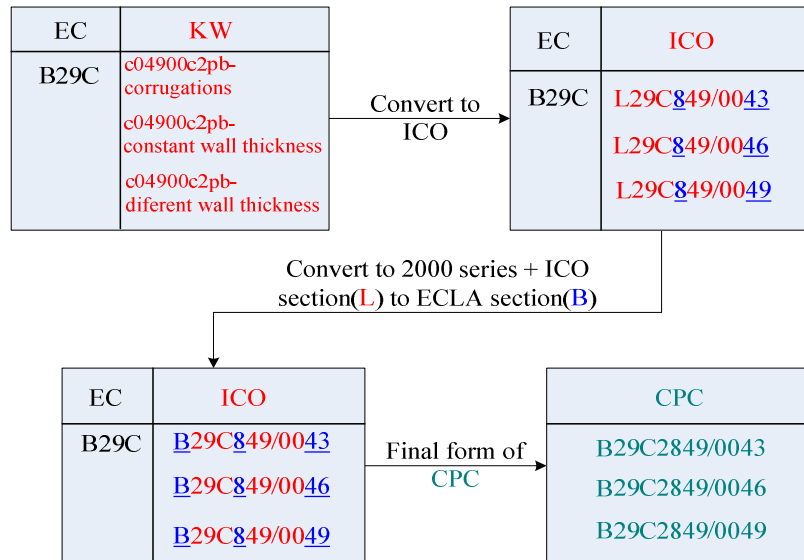 EC KW
B29C
c04900c2pb-
corrugations
c04900c2pb-
constant wall thickness
c04900c2pb-
diferent wall thickness
Convert to
ICO
EC ICO
B29C L29C849/0043
L29C849/0046
L29C849/0049
Convert to 2000 series + ICO
section(L) to ECLA section(B)
EC ICO
B29C B29C849/0043
B29C849/0046
B29C849/0049
Final form of
CPC
CPC
B29C2849/0043
B29C2849/0046
B29C2849/0049